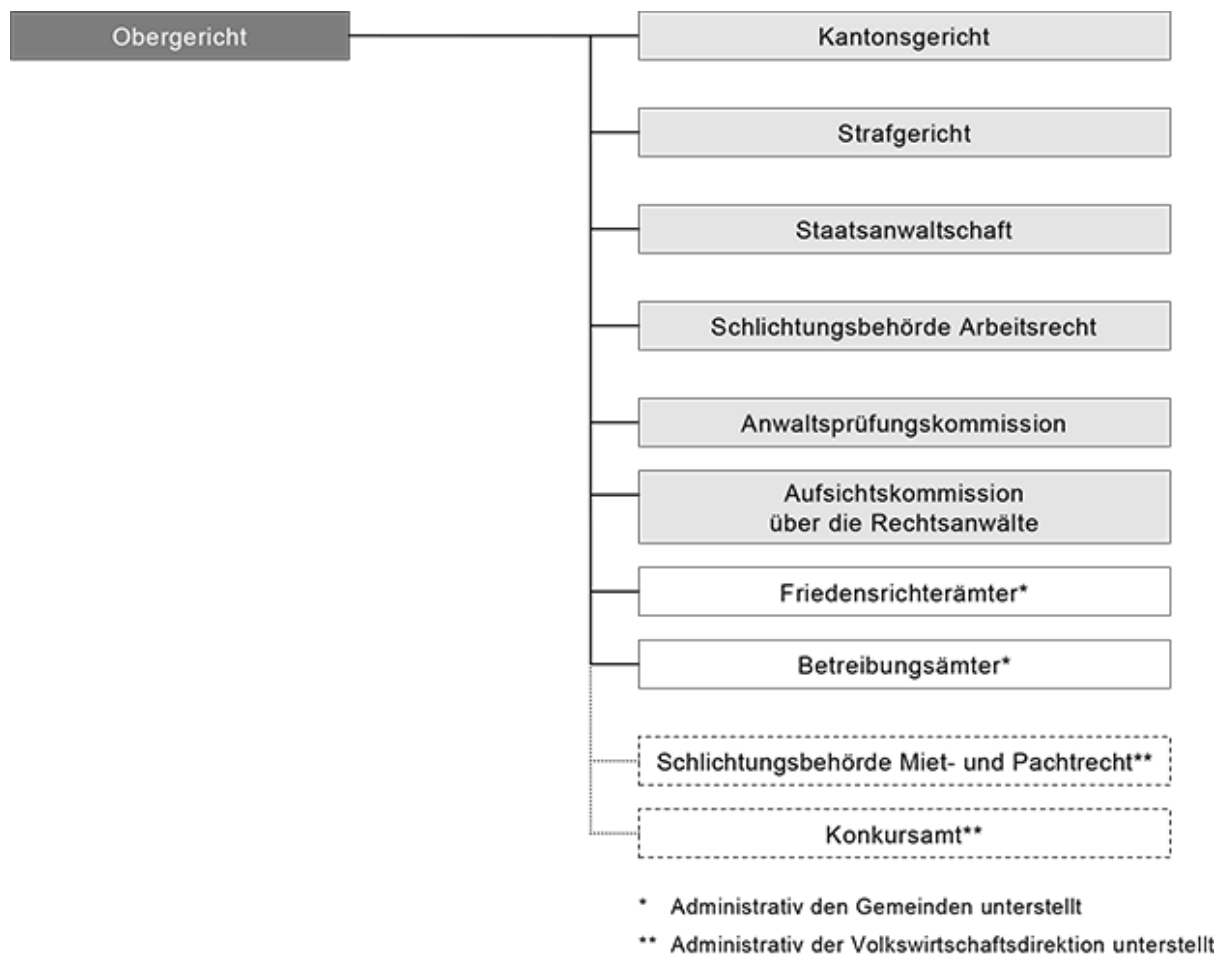 Obergericht
Kantonsgericht
Strafgericht
Staatsanwaltschaft
Schlichtungsbehörde Arbeitsrecht
Anwaltsprüfungskommission
Aufsichtskommission
über die Rechtsanwälte
Friedensrichterämter*
Betreibungsämter*
Schlichtungsbehörde Miet- und Pachtrecht**
Konkursamt**
* Administrativ den Gemeinden unterstellt
** Administrativ der Volkswirtschaftsdirektion unterstellt